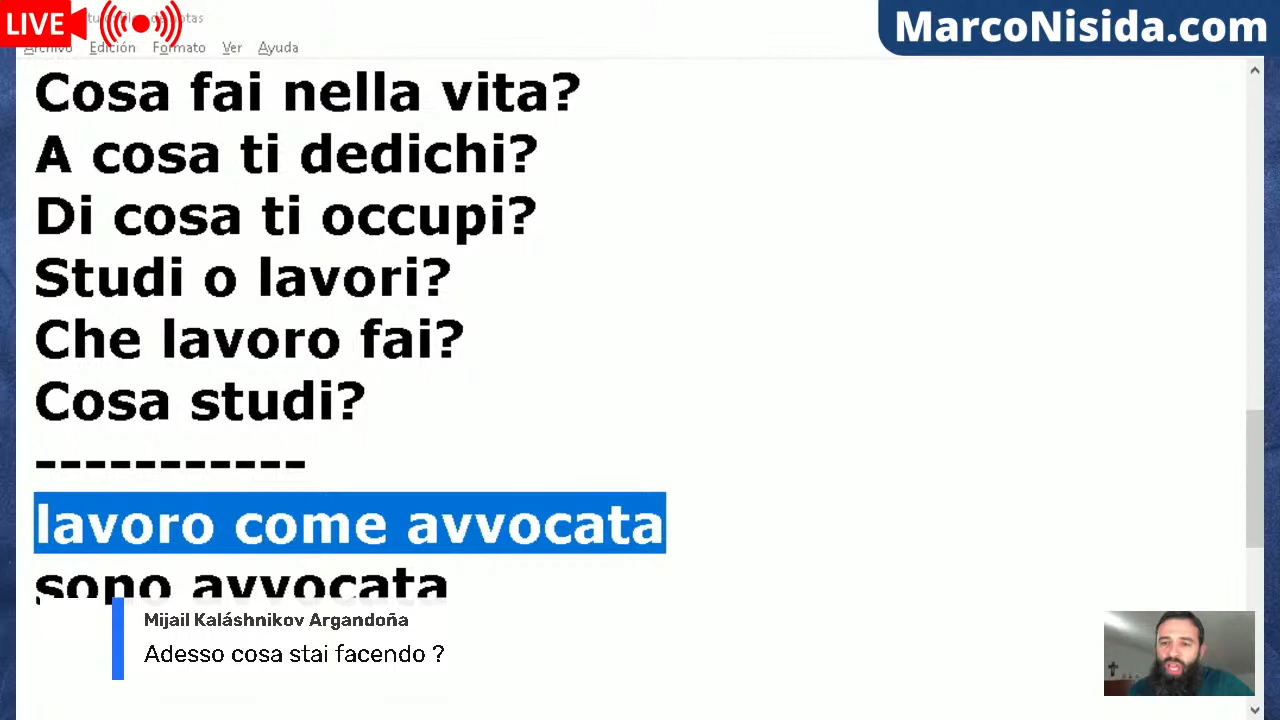 LIVE
MarcoNisida.com
Archivo Edición Formato Ver Ayuda
Cosa fai nella vita?
A cosa ti dedichi?
Di cosa ti occupi?
Studi o lavori?
Che lavoro fai?
Cosa studi?
-----------
lavoro come avvocata
sono avvocata
Mijail Kaláshnikov Argandoña
Adesso cosa stai facendo ?